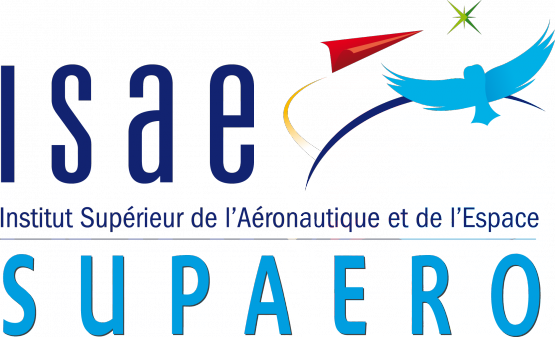 isae
Institut Supérieur de l'Aéronautique et de l'Espace
SUPAERO